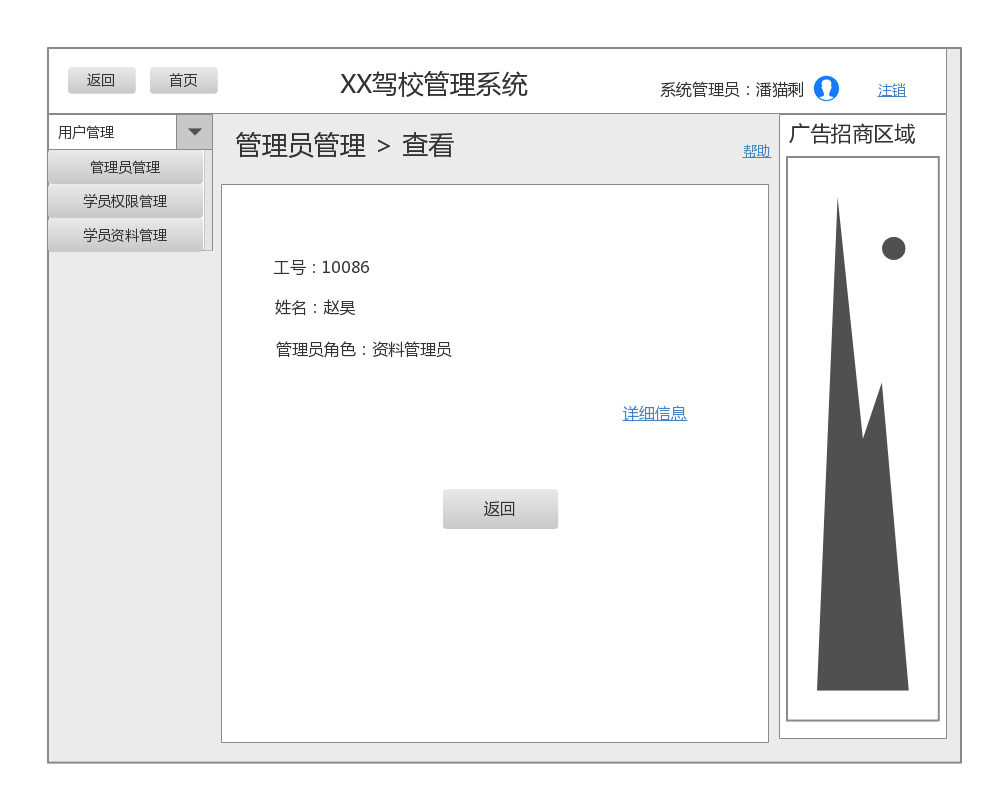 返回
首页
XX驾校管理系统
系统管理员：潘猫剩
注销
用户管理
管理员管理
学员权限管理
学员资料管理
管理员管理 > 查看
帮助
工号：10086
姓名：赵昊
管理员角色：资料管理员
详细信息
返回
广告招商区域